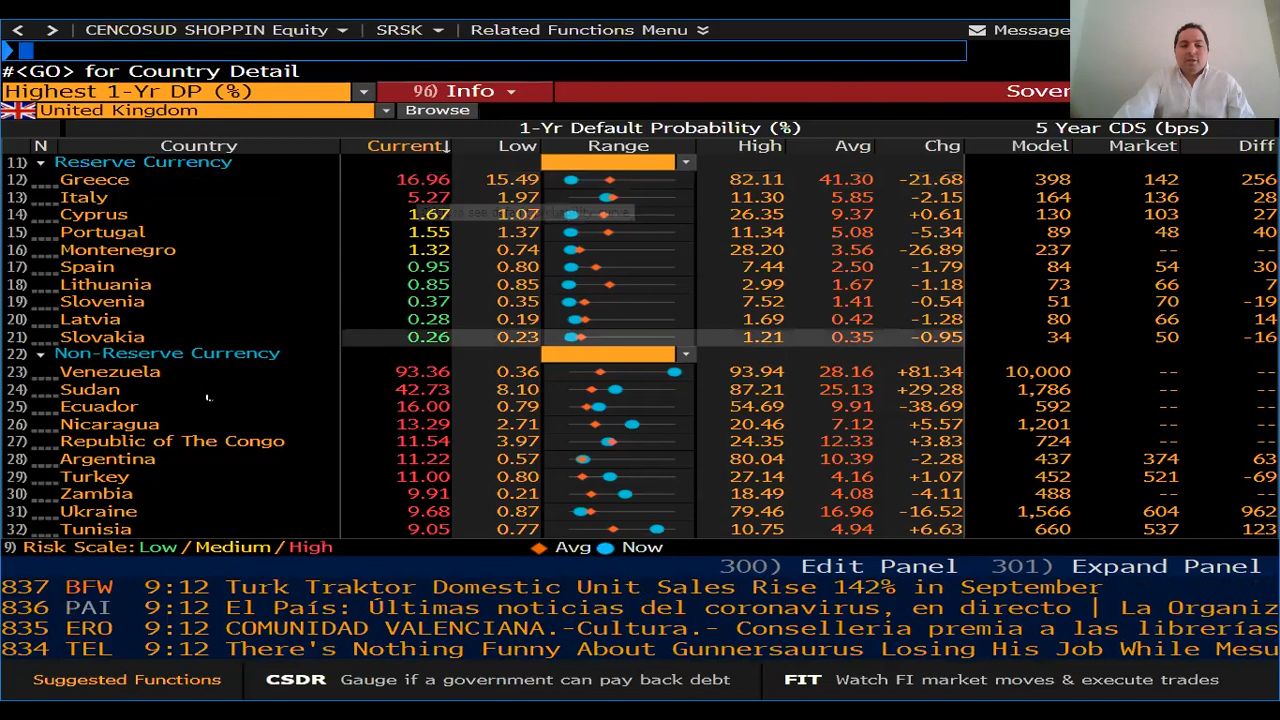 < > CENCOSUD SHOPPIN Equity SRSK Related Functions Menu Message
#<GO> for Country Detail
Highest 1-Yr DP (%) 96) Info Sover
United Kingdom Browse
1-Yr Default Probability (%) 5 Year CDS (bps)
N Country Current↓ Low Range High Avg Chg Model Market Diff
11) Reserve Currency
12) Greece 16.96 15.49 82.11 41.30 -21.68 398 142 256
13) Italy 5.27 1.97 11.30 5.85 -2.15 164 136 28
14) Cyprus 1.67 1.07 26.35 9.37 +0.61 130 103 27
15) Portugal 1.55 1.37 11.34 5.08 -5.34 89 48 40
16) Montenegro 1.32 0.74 28.20 3.56 -26.89 237 -- --
17) Spain 0.95 0.80 7.44 2.50 -1.79 84 54 30
18) Lithuania 0.85 0.85 2.99 1.67 -1.18 73 66 7
19) Slovenia 0.37 0.35 7.52 1.41 -0.54 51 70 -19
20) Latvia 0.28 0.19 1.69 0.42 -1.28 80 66 14
21) Slovakia 0.26 0.23 1.21 0.35 -0.95 34 50 -16
22) Non-Reserve Currency
23) Venezuela 93.36 0.36 93.94 28.16 +81.34 10,000 -- --
24) Sudan 42.73 8.10 87.21 25.13 +29.28 1,786 -- --
25) Ecuador 16.00 0.79 54.69 9.91 -38.69 592 -- --
26) Nicaragua 13.29 2.71 20.46 7.12 +5.57 1,201 -- --
27) Republic of The Congo 11.54 3.97 24.35 12.33 +3.83 724 -- --
28) Argentina 11.22 0.57 80.04 10.39 -2.28 437 374 63
29) Turkey 11.00 0.80 27.14 4.16 +1.07 452 521 -69
30) Zambia 9.91 0.21 18.49 4.08 -4.11 488 -- --
31) Ukraine 9.68 0.87 79.46 16.96 -16.52 1,566 604 962
32) Tunisia 9.05 0.77 10.75 4.94 +6.63 660 537 123
9) Risk Scale: Low / Medium / High Avg Now
300) Edit Panel 301) Expand Panel
837 BFW 9:12 Turk Traktor Domestic Unit Sales Rise 142% in September
836 PAI 9:12 El País: Últimas noticias del coronavirus, en directo | La Organiz
835 ERO 9:12 COMUNIDAD VALENCIANA.-Cultura.- Conselleria premia a las librerías
834 TEL 9:12 There's Nothing Funny About Gunnersaurus Losing His Job While Mesu
Suggested Functions CSDR Gauge if a government can pay back debt FIT Watch FI market moves & execute trades